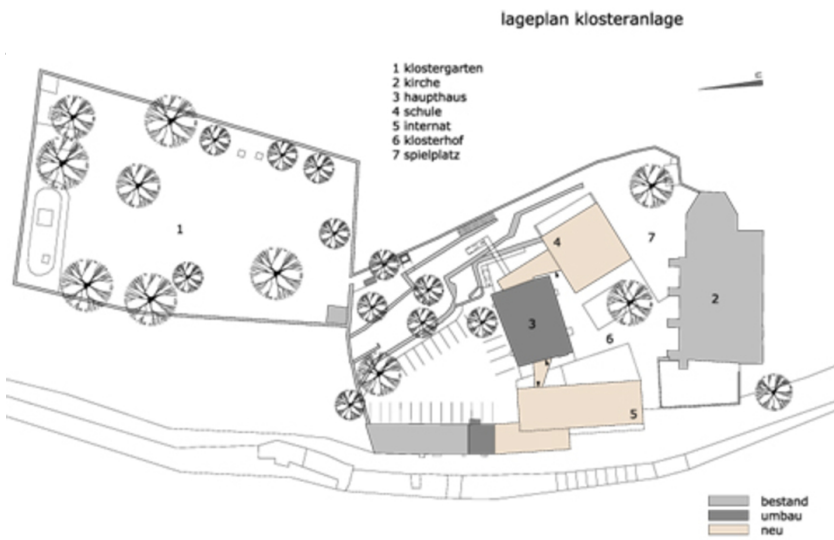 lageplan klosteranlage
1 klostergarten
2 kirche
3 haupthaus
4 schule
5 internat
6 klosterhof
7 spielplatz
1
4
7
2
3
6
5
bestand
umbau
neu